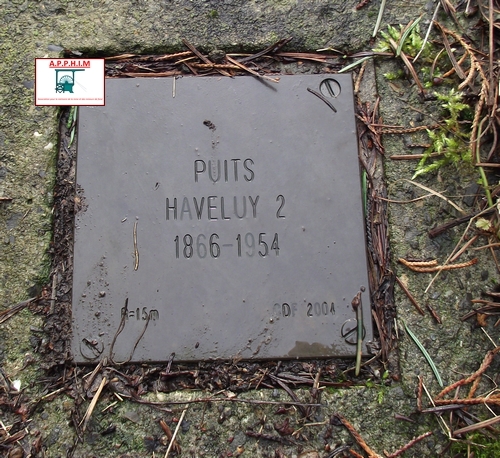 A.P.P.H.I.M
PUITS
HAVELUY 2
1866-1954
R=15m CDF 2004